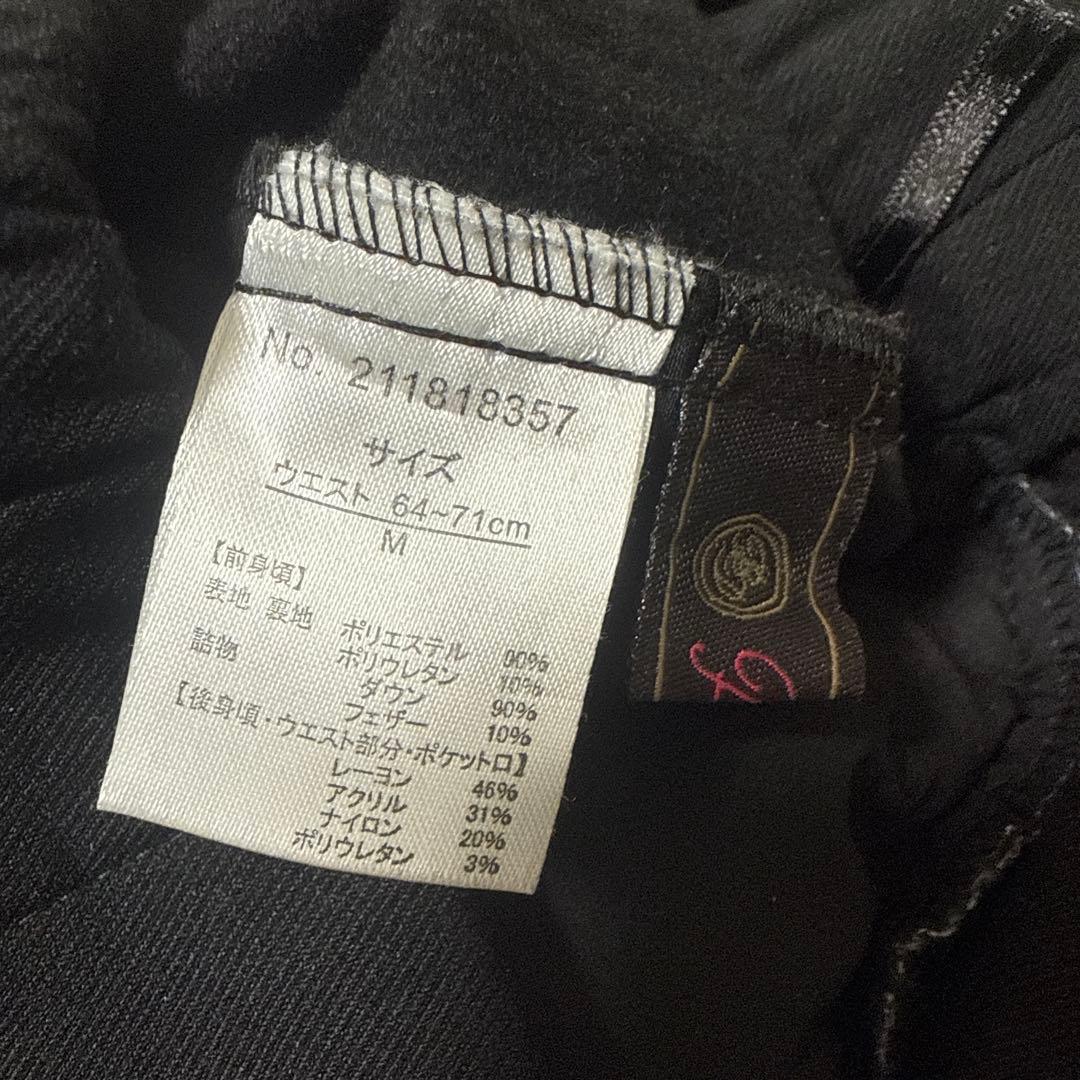 No. 211818357
サイズ
ウエスト 64~71cm
M
【前身頃】
表地 裏地 ポリエステル 90%
ポリウレタン 10%
詰物 ダウン 90%
フェザー 10%
【後身頃・ウエスト部分・ポケット口】
レーヨン 46%
アクリル 31%
ナイロン 20%
ポリウレタン 3%